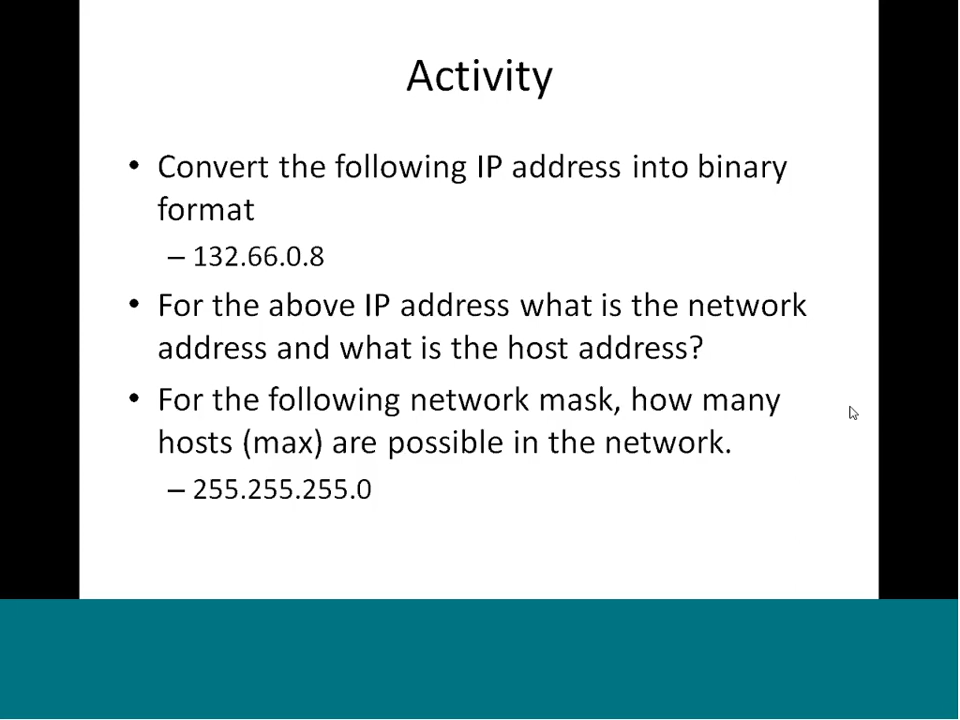 Activity
• Convert the following IP address into binary
format
– 132.66.0.8
• For the above IP address what is the network
address and what is the host address?
• For the following network mask, how many
hosts (max) are possible in the network.
– 255.255.255.0